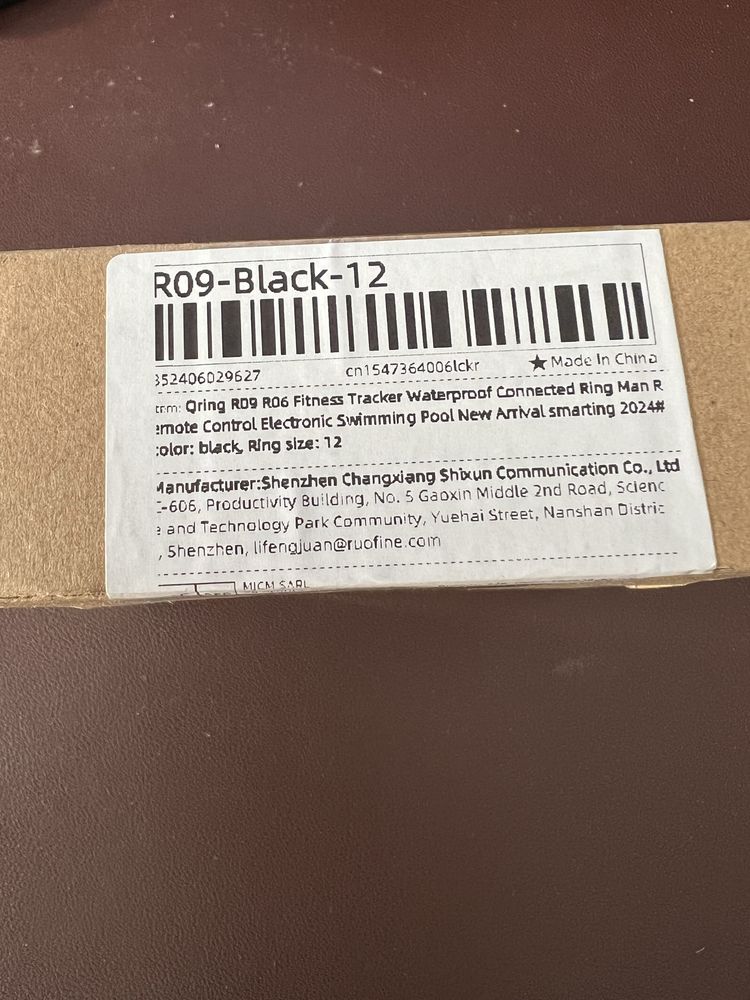 R09-Black-12
352406029627 cn1547364006lckr ★Made In China
Item: Qring R09 R06 Fitness Tracker Waterproof Connected Ring Man R
emote Control Electronic Swimming Pool New Arrival smarting 2024#
color: black, Ring size: 12
Manufacturer:Shenzhen Changxiang Shixun Communication Co., Ltd
C-606, Productivity Building, No. 5 Gaoxin Middle 2nd Road, Scienc
e and Technology Park Community, Yuehai Street, Nanshan Distric
, Shenzhen, lifengjuan@ruofine.com
MICM SARL